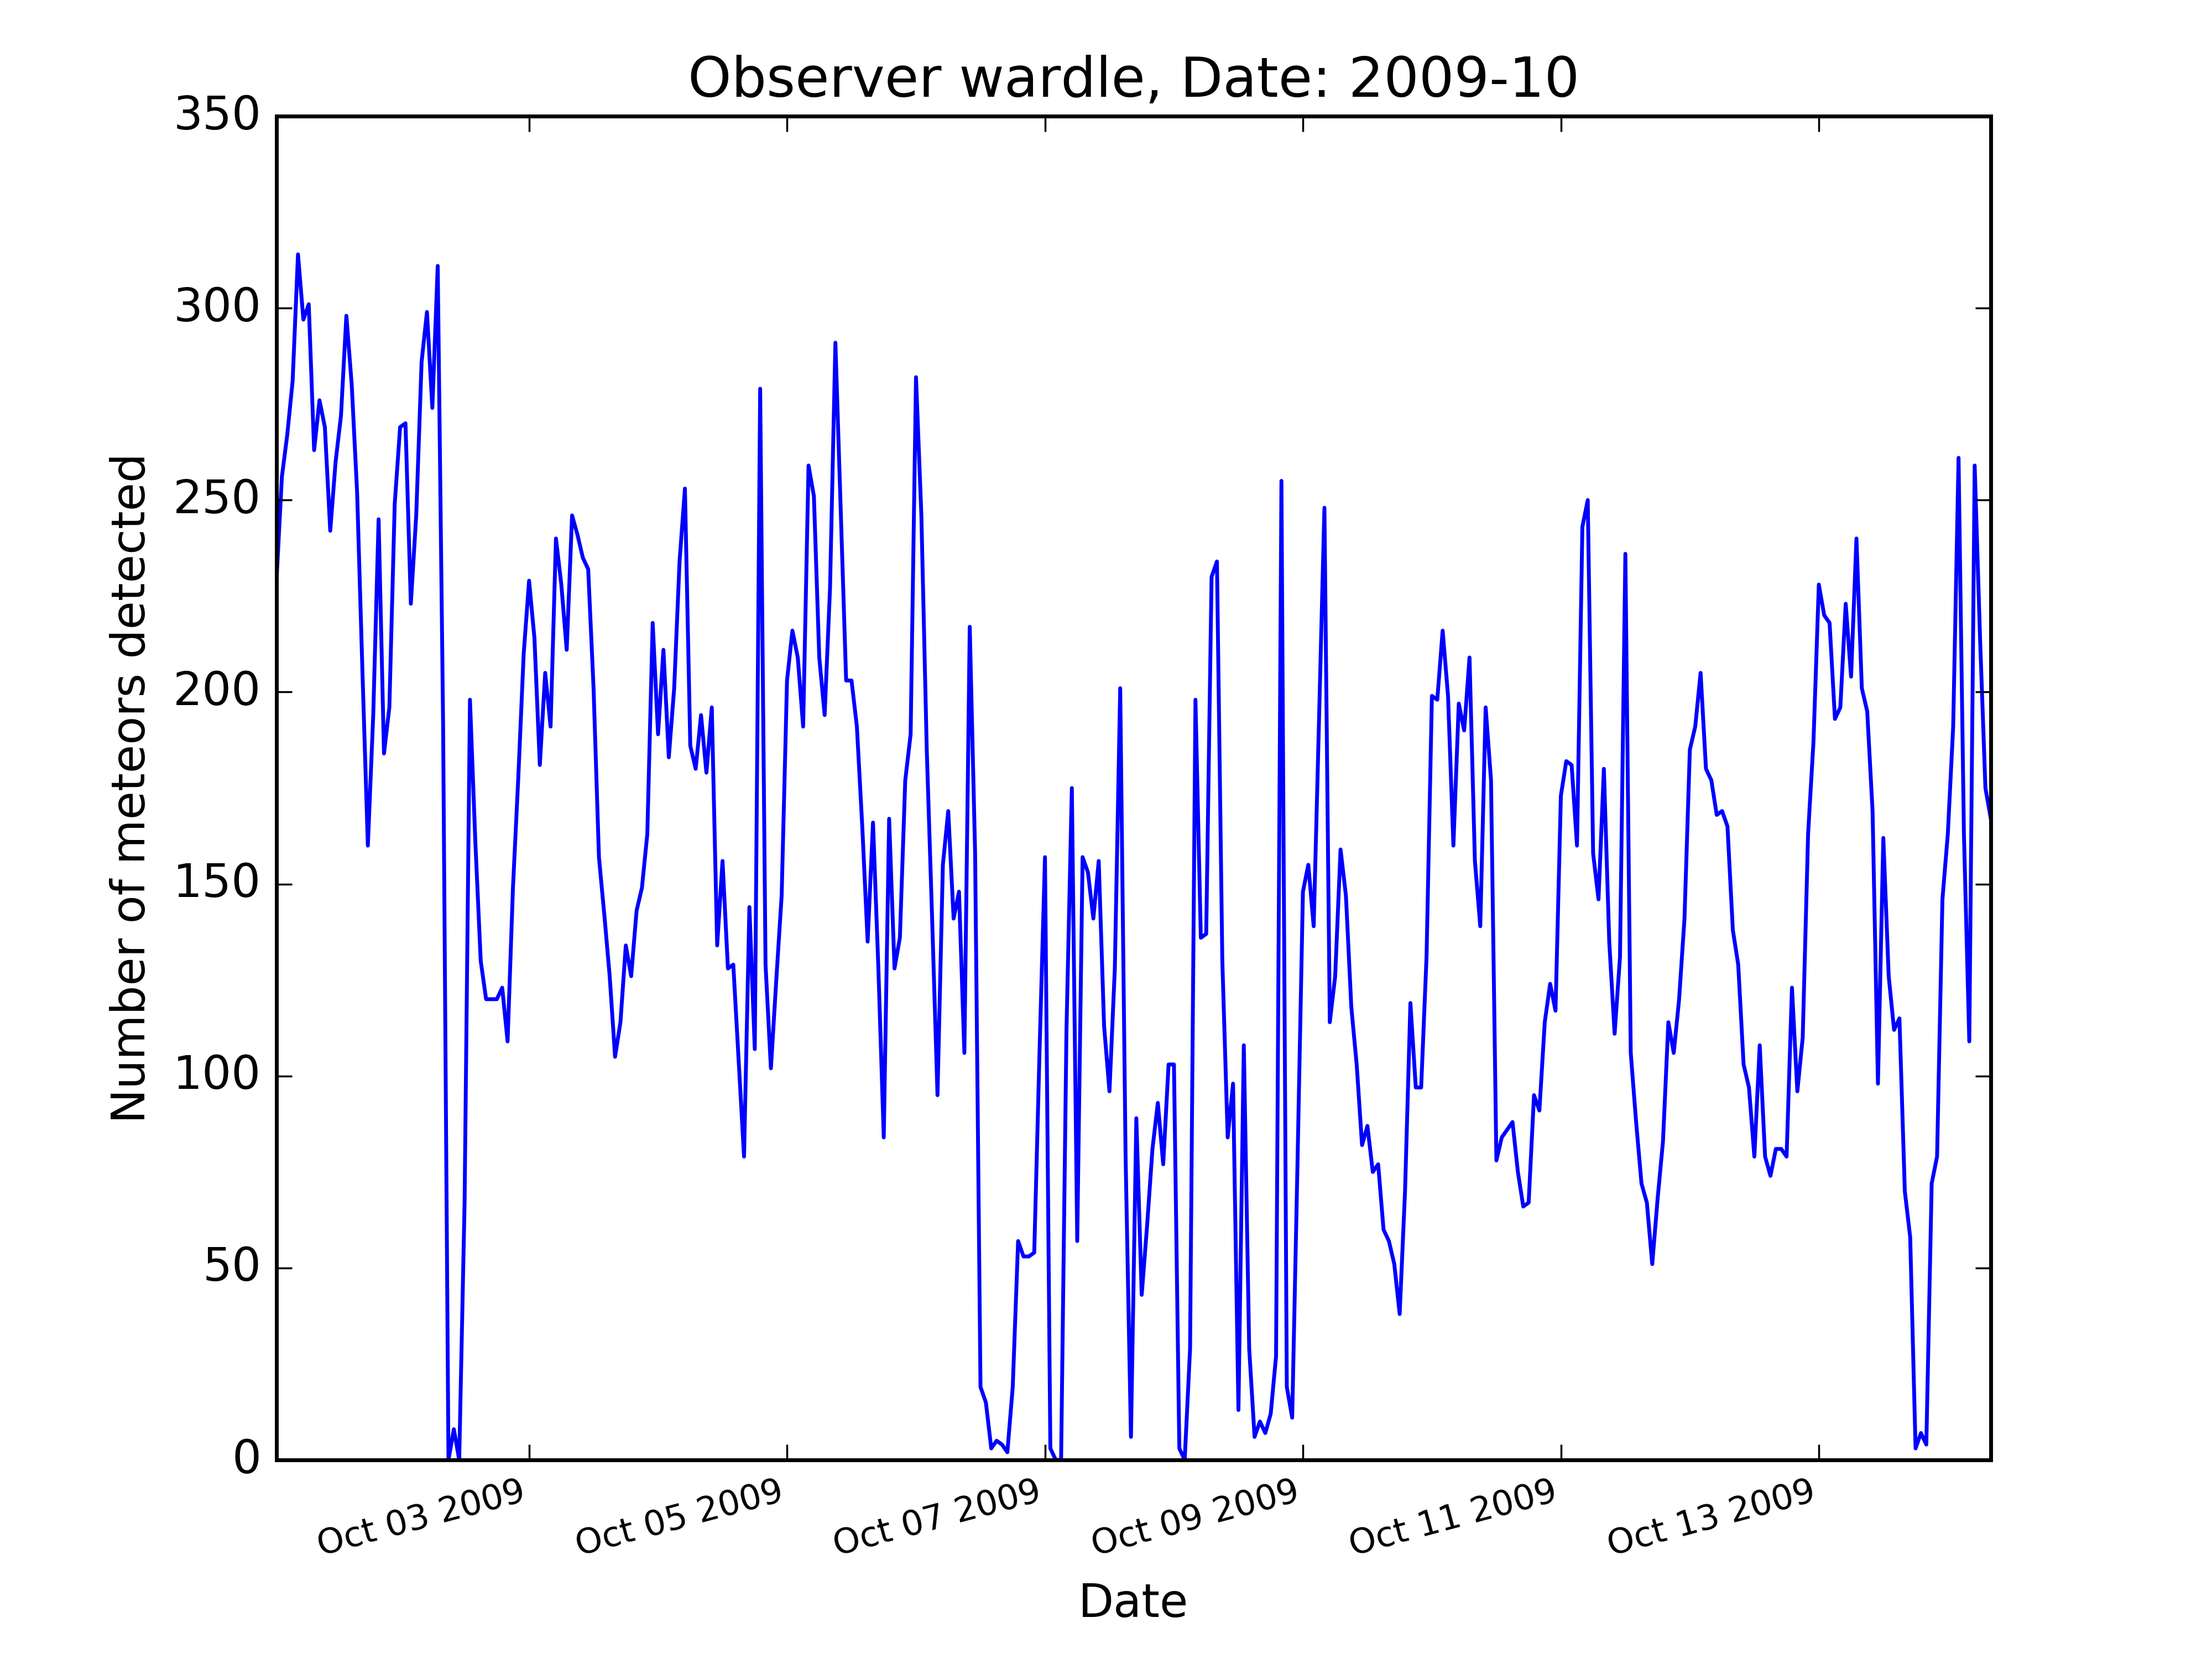 Observer wardle, Date: 2009-10
350
300
250
200
150
100
50
0
Number of meteors detected
Oct 03 2009
Oct 05 2009
Oct 07 2009
Oct 09 2009
Oct 11 2009
Oct 13 2009
Date